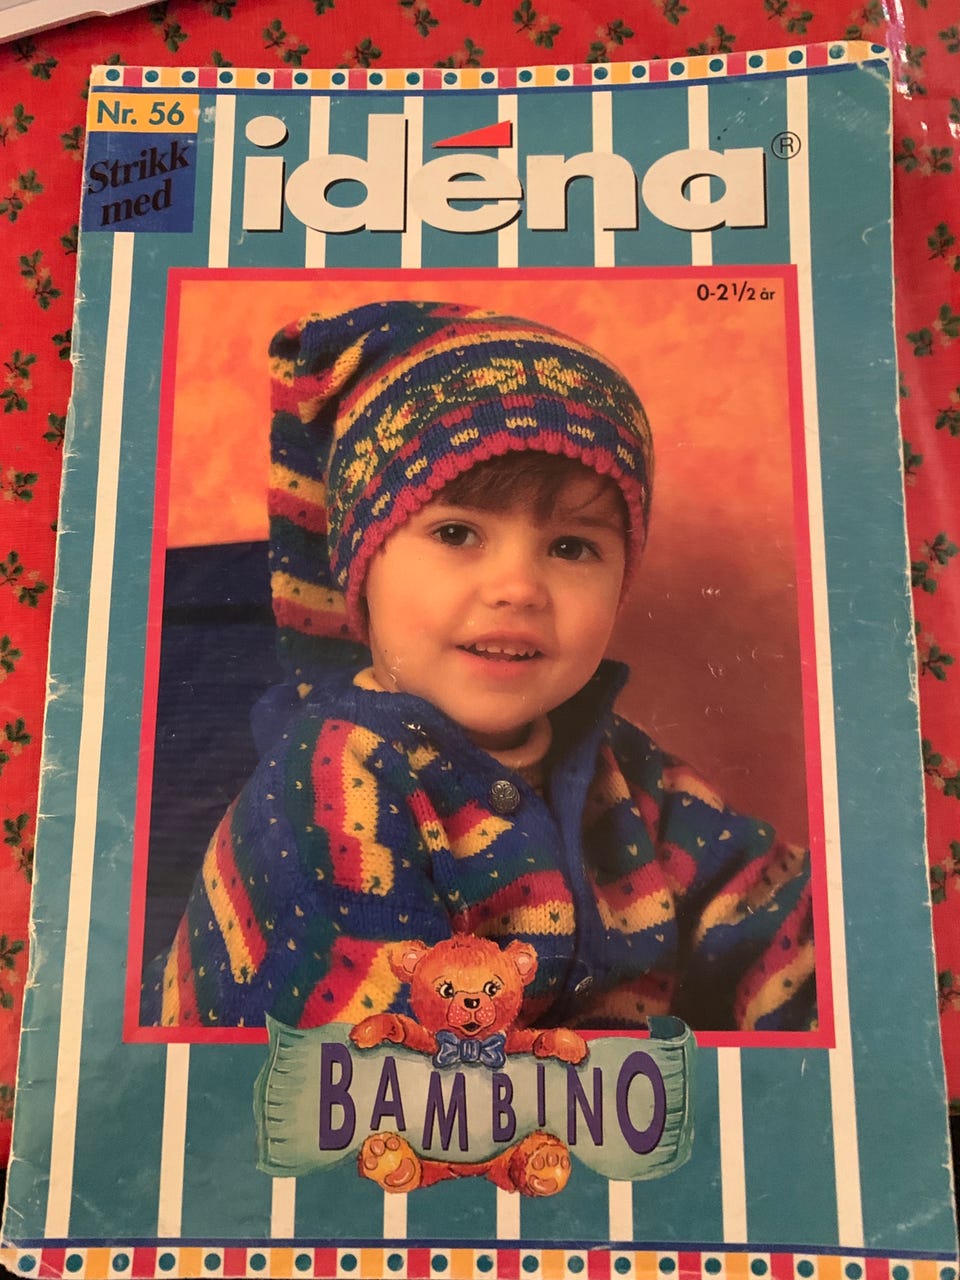 Nr. 56
Strikk
med
idéna®
0-2 1/2 år
BAMBINO